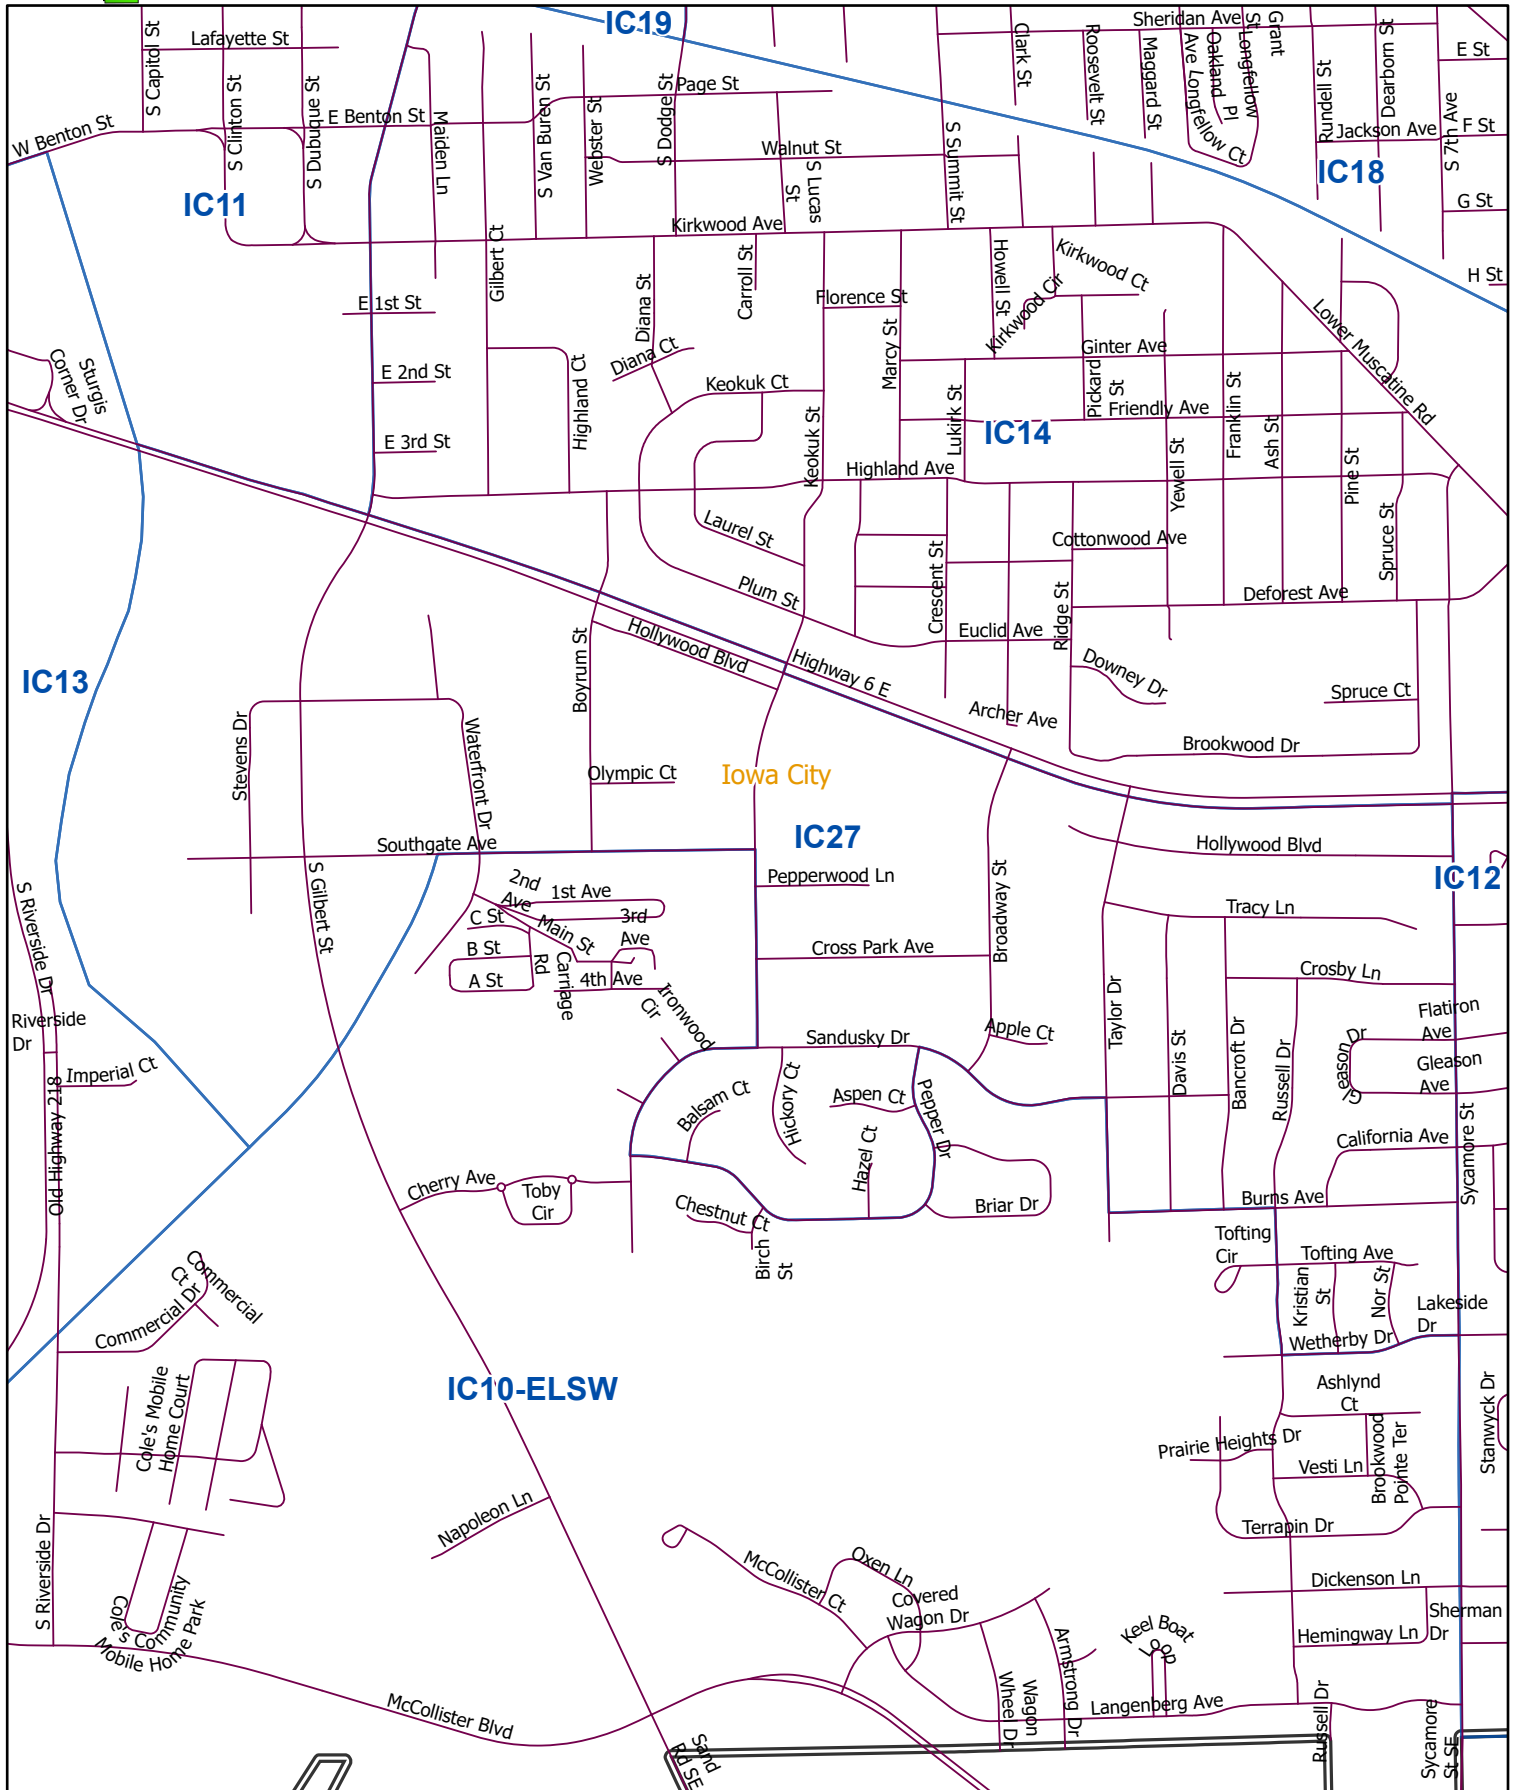 IC19
Sheridan Ave
Grant
St
Lafayette St
S Capitol St
S Clinton St
S Dubuque St
E Benton St
W Benton St
Maiden Ln
S Van Buren St
Webster St
S Dodge St
Page St
Walnut St
S Lucas
St
S Summit St
Clark St
Roosevelt St
Maggard St
Longfellow
Ave
Oakland
Pl
Longfellow
Longfellow Ct
Rundell St
Dearborn St
Jackson Ave
S 7th Ave
E St
F St
G St
H St
IC18
IC11
Kirkwood Ave
Gilbert Ct
Diana St
Carroll St
Howell St
Kirkwood Ct
Kirkwood Cir
E 1st St
Florence St
Marcy St
Lower Muscatine Rd
Sturgis
Corner Dr
E 2nd St
Highland Ct
Diana Ct
Keokuk Ct
Ginter Ave
Pickard
St
Friendly Ave
Franklin St
Ash St
Lukirk St
IC14
E 3rd St
Keokuk St
Highland Ave
Yewell St
Pine St
Spruce St
Laurel St
Cottonwood Ave
Crescent St
Plum St
Ridge St
Deforest Ave
Euclid Ave
Hollywood Blvd
Boyrum St
Highway 6 E
Downey Dr
Spruce Ct
Archer Ave
Brookwood Dr
IC13
Stevens Dr
Waterfront Dr
Olympic Ct
Iowa City
IC27
Southgate Ave
Hollywood Blvd
IC12
S Gilbert St
S Riverside Dr
2nd
Ave
1st Ave
3rd
Ave
C St
Main St
B St
A St
Carriage
Rd
4th Ave
Ironwood
Cir
Pepperwood Ln
Cross Park Ave
Broadway St
Tracy Ln
Crosby Ln
Flatiron
Ave
Gleason
Ave
Gleason Dr
Riverside
Dr
Imperial Ct
Old Highway 218
Sandusky Dr
Apple Ct
Taylor Dr
Davis St
Bancroft Dr
Russell Dr
Balsam Ct
Hickory Ct
Aspen Ct
Pepper Dr
Hazel Ct
California Ave
Sycamore St
Cherry Ave
Toby
Cir
Chestnut Ct
Birch
St
Briar Dr
Burns Ave
Tofting
Cir
Tofting Ave
Kristian
St
Nor St
Lakeside
Dr
Wetherby Dr
Commercial
Ct
Commercial Dr
IC10-ELSW
Cole's Mobile
Home Court
Ashlynd
Ct
Prairie Heights Dr
Vesti Ln
Brookwood
Pointe Ter
Stanwyck Dr
Terrapin Dr
Napoleon Ln
S Riverside Dr
Cole's Community
Mobile Home Park
McCollister Ct
Oxen Ln
Covered
Wagon Dr
Dickenson Ln
Sherman
Dr
Hemingway Ln
Keel Boat
Loop
Armstrong Dr
Wagon
Wheel Dr
Langenberg Ave
McCollister Blvd
Sand
Rd SE
Russell Dr
Sycamore
St SE